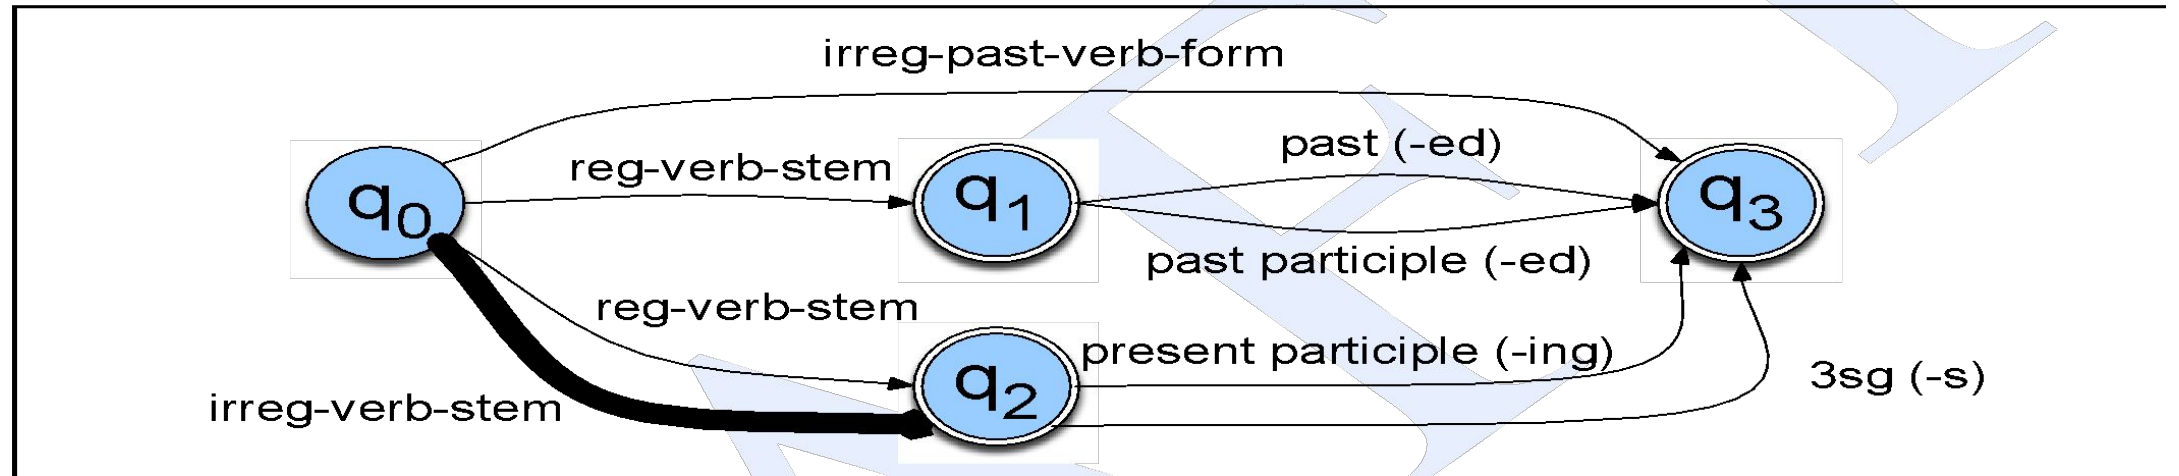 irreg-past-verb-form
past (-ed)
reg-verb-stem
q0
q1
q3
past participle (-ed)
reg-verb-stem
present participle (-ing)
q2
3sg (-s)
irreg-verb-stem